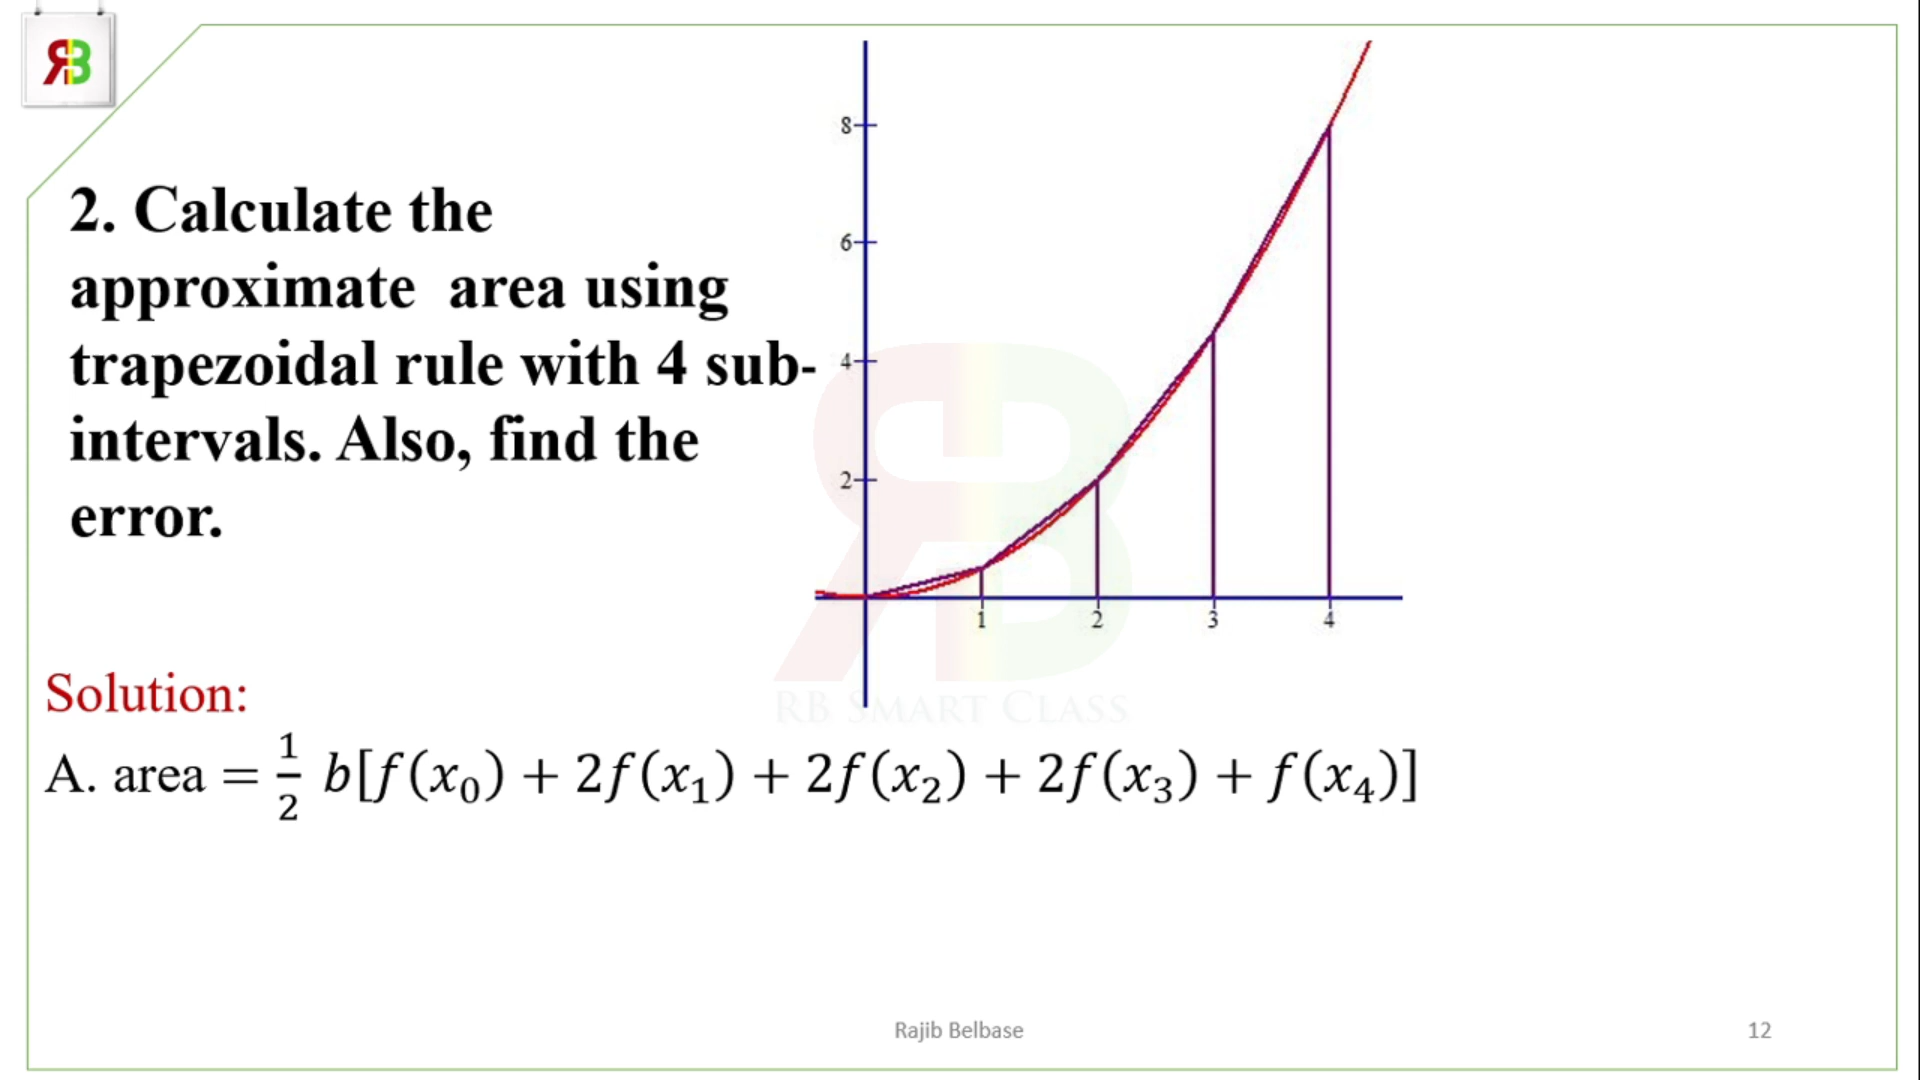 RB
2. Calculate the
approximate area using
trapezoidal rule with 4 sub-
intervals. Also, find the
error.
8
6
4
2
1 2 3 4
RB SMART CLASS
Solution:
A. area = 1/2 b[f(x₀) + 2f(x₁) + 2f(x₂) + 2f(x₃) + f(x₄)]
Rajib Belbase
12